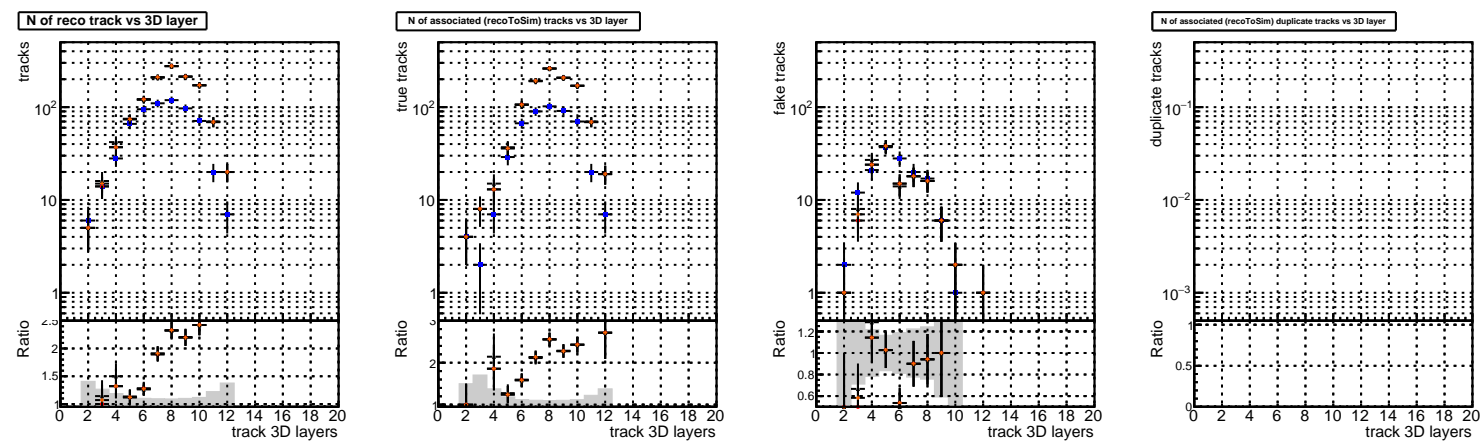 N of reco track vs 3D layer
tracks
10²
10
1
Ratio
2.5
2
1.5
1
0 2 4 6 8 10 12 14 16 18 20
track 3D layers
N of associated (recoToSim) tracks vs 3D layer
true tracks
10²
10
1
Ratio
3
2
1
0 2 4 6 8 10 12 14 16 18 20
track 3D layers
fake tracks
10²
10
1
Ratio
1.2
1
0.8
0.6
0 2 4 6 8 10 12 14 16 18 20
track 3D layers
N of associated (recoToSim) duplicate tracks vs 3D layer
duplicate tracks
10⁻¹
10⁻²
10⁻³
Ratio
1
0.5
0
0 2 4 6 8 10 12 14 16 18 20
track 3D layers